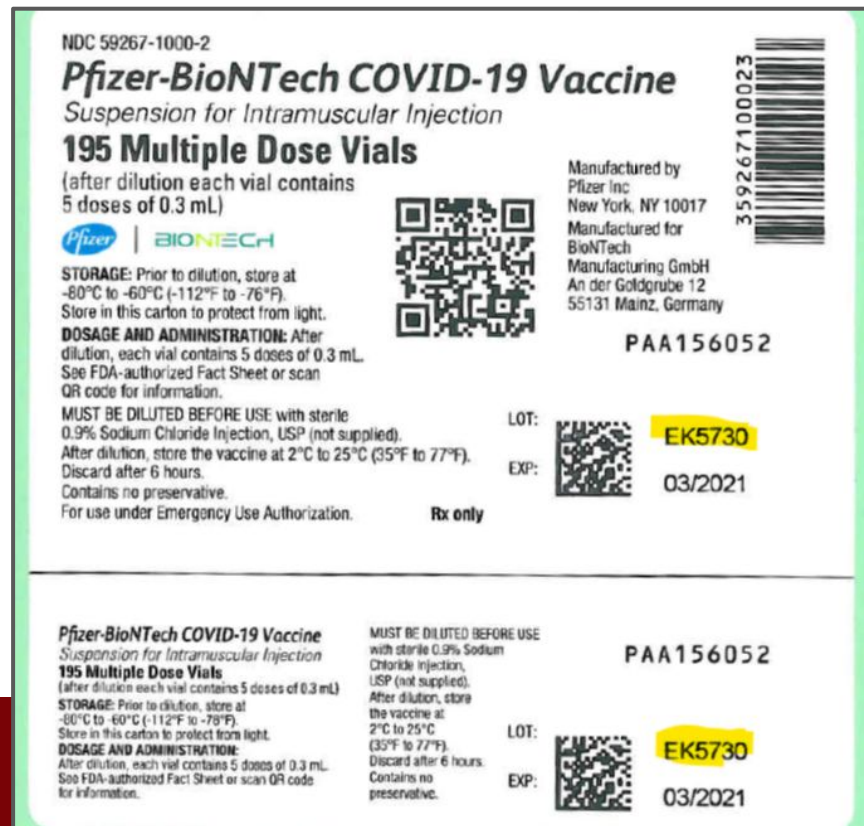 NDC 59267-1000-2
Pfizer-BioNTech COVID-19 Vaccine
Suspension for Intramuscular Injection
195 Multiple Dose Vials
(after dilution each vial contains
5 doses of 0.3 mL)
Pfizer | BIONTECH
STORAGE: Prior to dilution, store at
-80°C to -60°C (-112°F to -76°F).
Store in this carton to protect from light.
DOSAGE AND ADMINISTRATION: After
dilution, each vial contains 5 doses of 0.3 mL.
See FDA-authorized Fact Sheet or scan
QR code for information.
MUST BE DILUTED BEFORE USE with sterile
0.9% Sodium Chloride Injection, USP (not supplied).
After dilution, store the vaccine at 2°C to 25°C (35°F to 77°F).
Discard after 6 hours.
Contains no preservative.
For use under Emergency Use Authorization. Rx only
Manufactured by
Pfizer Inc
New York, NY 10017
Manufactured for
BioNTech
Manufacturing GmbH
An der Goldgrube 12
55131 Mainz, Germany
359267100023
PAA156052
LOT: EK5730
EXP: 03/2021
Pfizer-BioNTech COVID-19 Vaccine
Suspension for Intramuscular Injection
195 Multiple Dose Vials
(after dilution each vial contains 5 doses of 0.3 mL)
STORAGE: Prior to dilution, store at
-80°C to -60°C (-112°F to -76°F).
Store in this carton to protect from light.
DOSAGE AND ADMINISTRATION:
After dilution, each vial contains 5 doses of 0.3 mL.
See FDA-authorized Fact Sheet or scan QR code
for information.
MUST BE DILUTED BEFORE USE
with sterile 0.9% Sodium
Chloride Injection,
USP (not supplied).
After dilution, store
the vaccine at
2°C to 25°C
(35°F to 77°F).
Discard after 6 hours.
Contains no
preservative.
PAA156052
LOT: EK5730
EXP: 03/2021